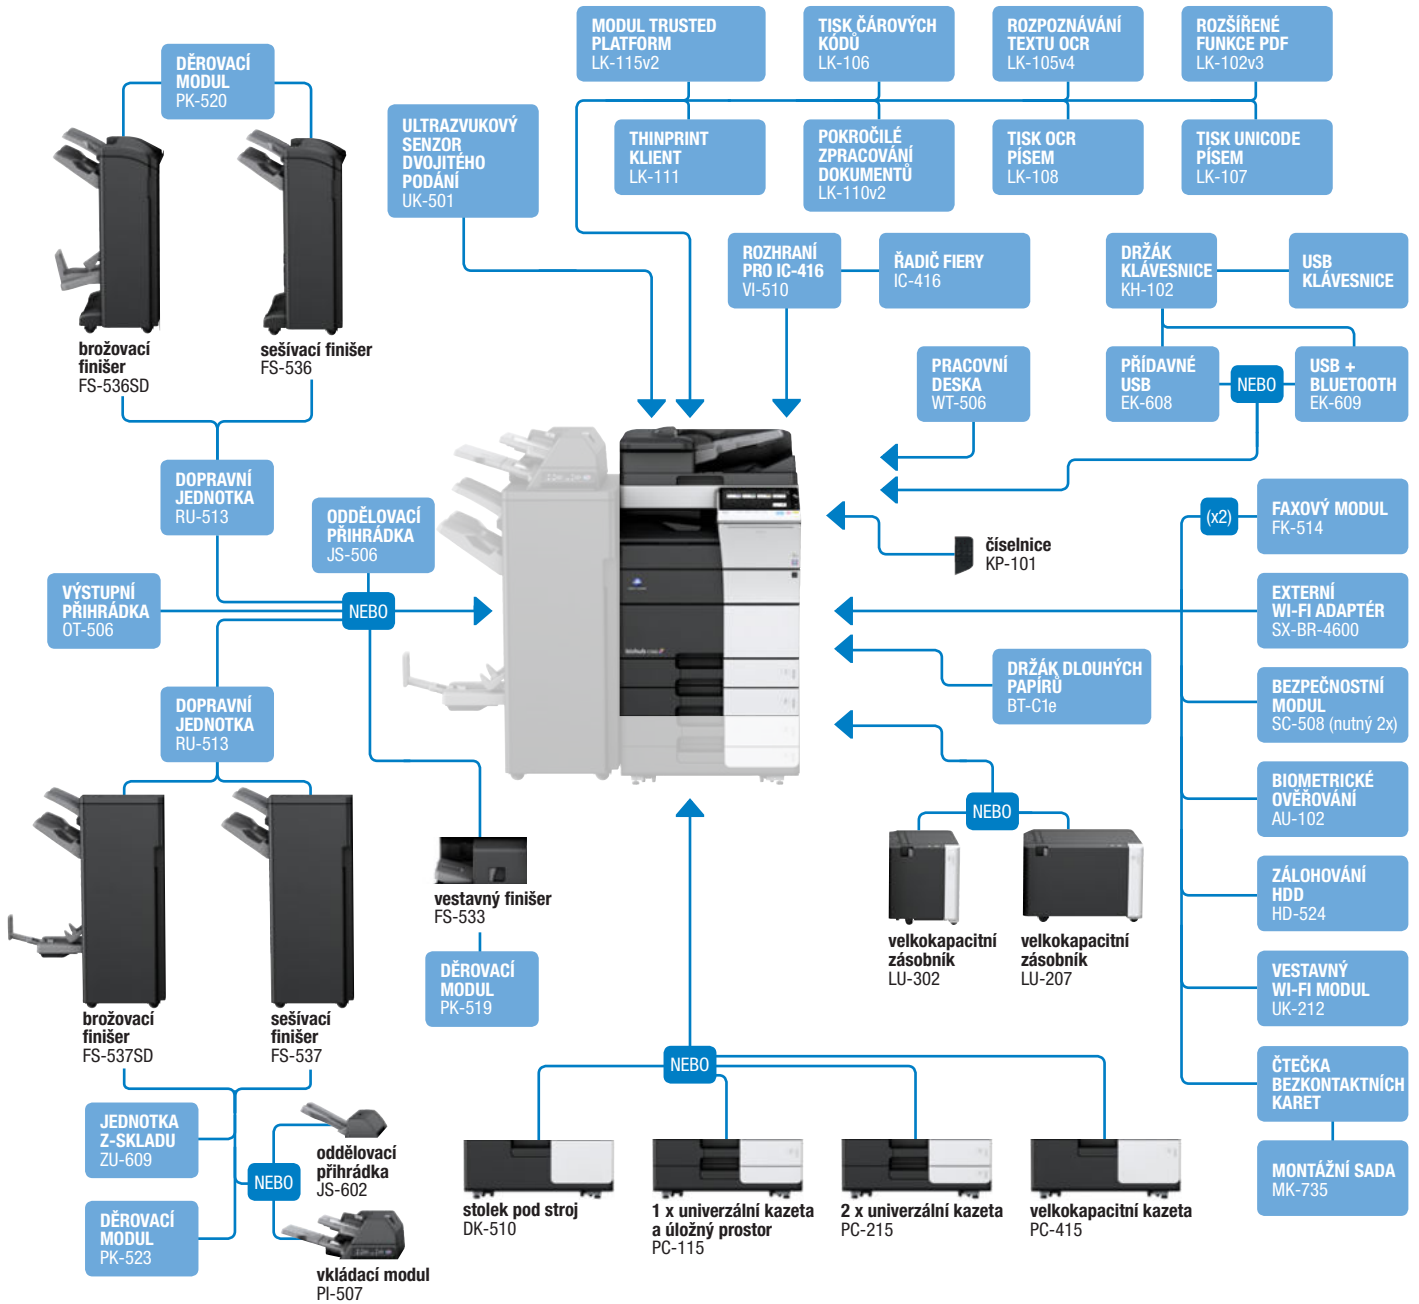 MODUL TRUSTED
PLATFORM
LK-115v2
TISK ČÁROVÝCH
KÓDŮ
LK-106
ROZPOZNÁVÁNÍ
TEXTU OCR
LK-105v4
ROZŠÍŘENÉ
FUNKCE PDF
LK-102v3
DĚROVACÍ
MODUL
PK-520
ULTRAZVUKOVÝ
SENZOR
DVOJITÉHO
PODÁNÍ
UK-501
THINPRINT
KLIENT
LK-111
POKROČILÉ
ZPRACOVÁNÍ
DOKUMENTŮ
LK-110v2
TISK OCR
PÍSEM
LK-108
TISK UNICODE
PÍSEM
LK-107
ROZHRANÍ
PRO IC-416
VI-510
ŘADIČ FIERY
IC-416
DRŽÁK
KLÁVESNICE
KH-102
USB
KLÁVESNICE
brožovací
finišer
FS-536SD
sešívací finišer
FS-536
PRACOVNÍ
DESKA
WT-506
PŘÍDAVNÉ
USB
EK-608
NEBO
USB +
BLUETOOTH
EK-609
DOPRAVNÍ
JEDNOTKA
RU-513
ODDĚLOVACÍ
PŘIHRÁDKA
JS-506
číselnice
KP-101
(x2)
FAXOVÝ MODUL
FK-514
VÝSTUPNÍ
PŘIHRÁDKA
OT-506
NEBO
EXTERNÍ
WI-FI ADAPTÉR
SX-BR-4600
DRŽÁK DLOUHÝCH
PAPÍRŮ
BT-C1e
BEZPEČNOSTNÍ
MODUL
SC-508 (nutný 2x)
DOPRAVNÍ
JEDNOTKA
RU-513
NEBO
BIOMETRICKÉ
OVĚŘOVÁNÍ
AU-102
vestavný finišer
FS-533
ZÁLOHOVÁNÍ
HDD
HD-524
velkokapacitní
zásobník
LU-302
velkokapacitní
zásobník
LU-207
DĚROVACÍ
MODUL
PK-519
VESTAVNÝ
WI-FI MODUL
UK-212
brožovací
finišer
FS-537SD
sešívací
finišer
FS-537
NEBO
ČTEČKA
BEZKONTAKTNÍCH
KARET
JEDNOTKA
Z-SKLADU
ZU-609
NEBO
oddělovací
přihrádka
JS-602
MONTÁŽNÍ SADA
MK-735
DĚROVACÍ
MODUL
PK-523
vkládací modul
PI-507
stolek pod stroj
DK-510
1 x univerzální kazeta
a úložný prostor
PC-115
2 x univerzální kazeta
PC-215
velkokapacitní kazeta
PC-415